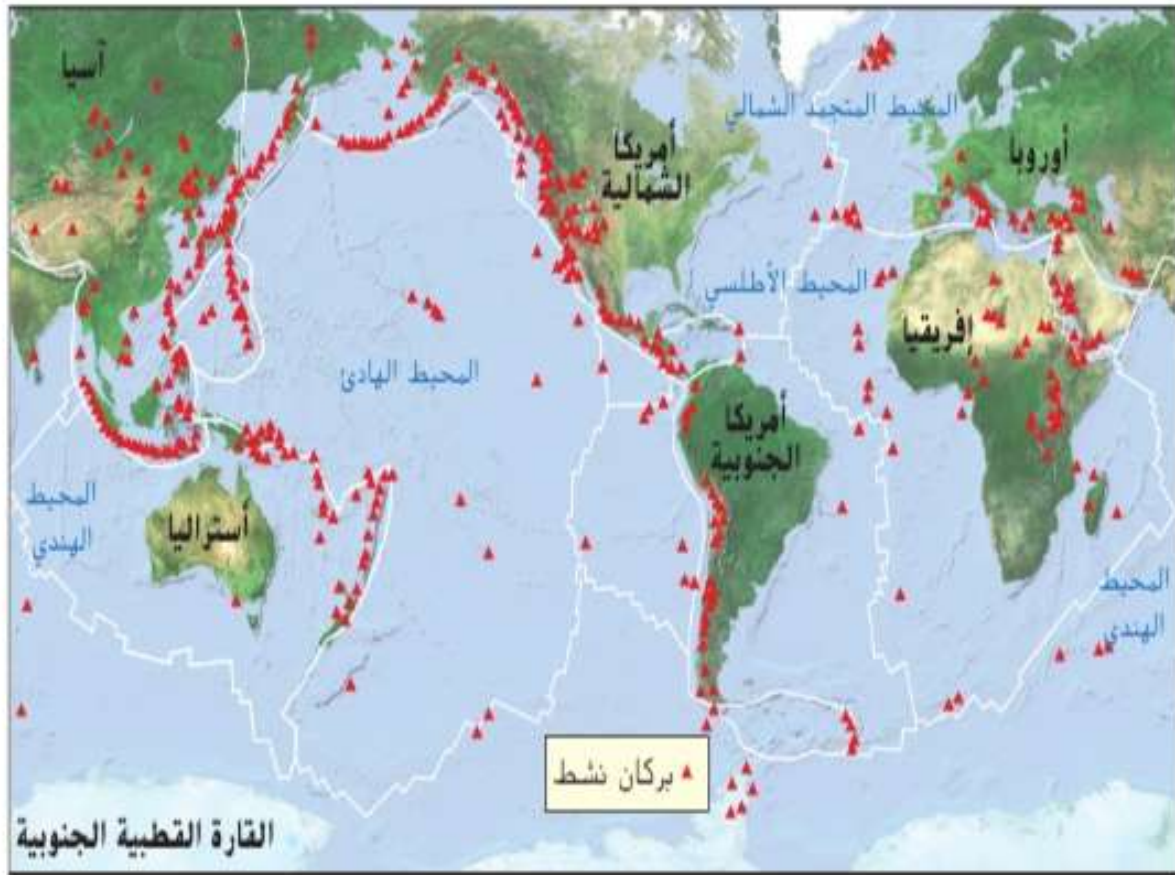 آسيا
المحيط المتجمد الشمالي
أوروبا
أمريكا
الشمالية
المحيط الأطلسي
إفريقيا
المحيط الهادئ
أمريكا
الجنوبية
المحيط
الهندي
أستراليا
المحيط
الهندي
بركان نشط
القارة القطبية الجنوبية